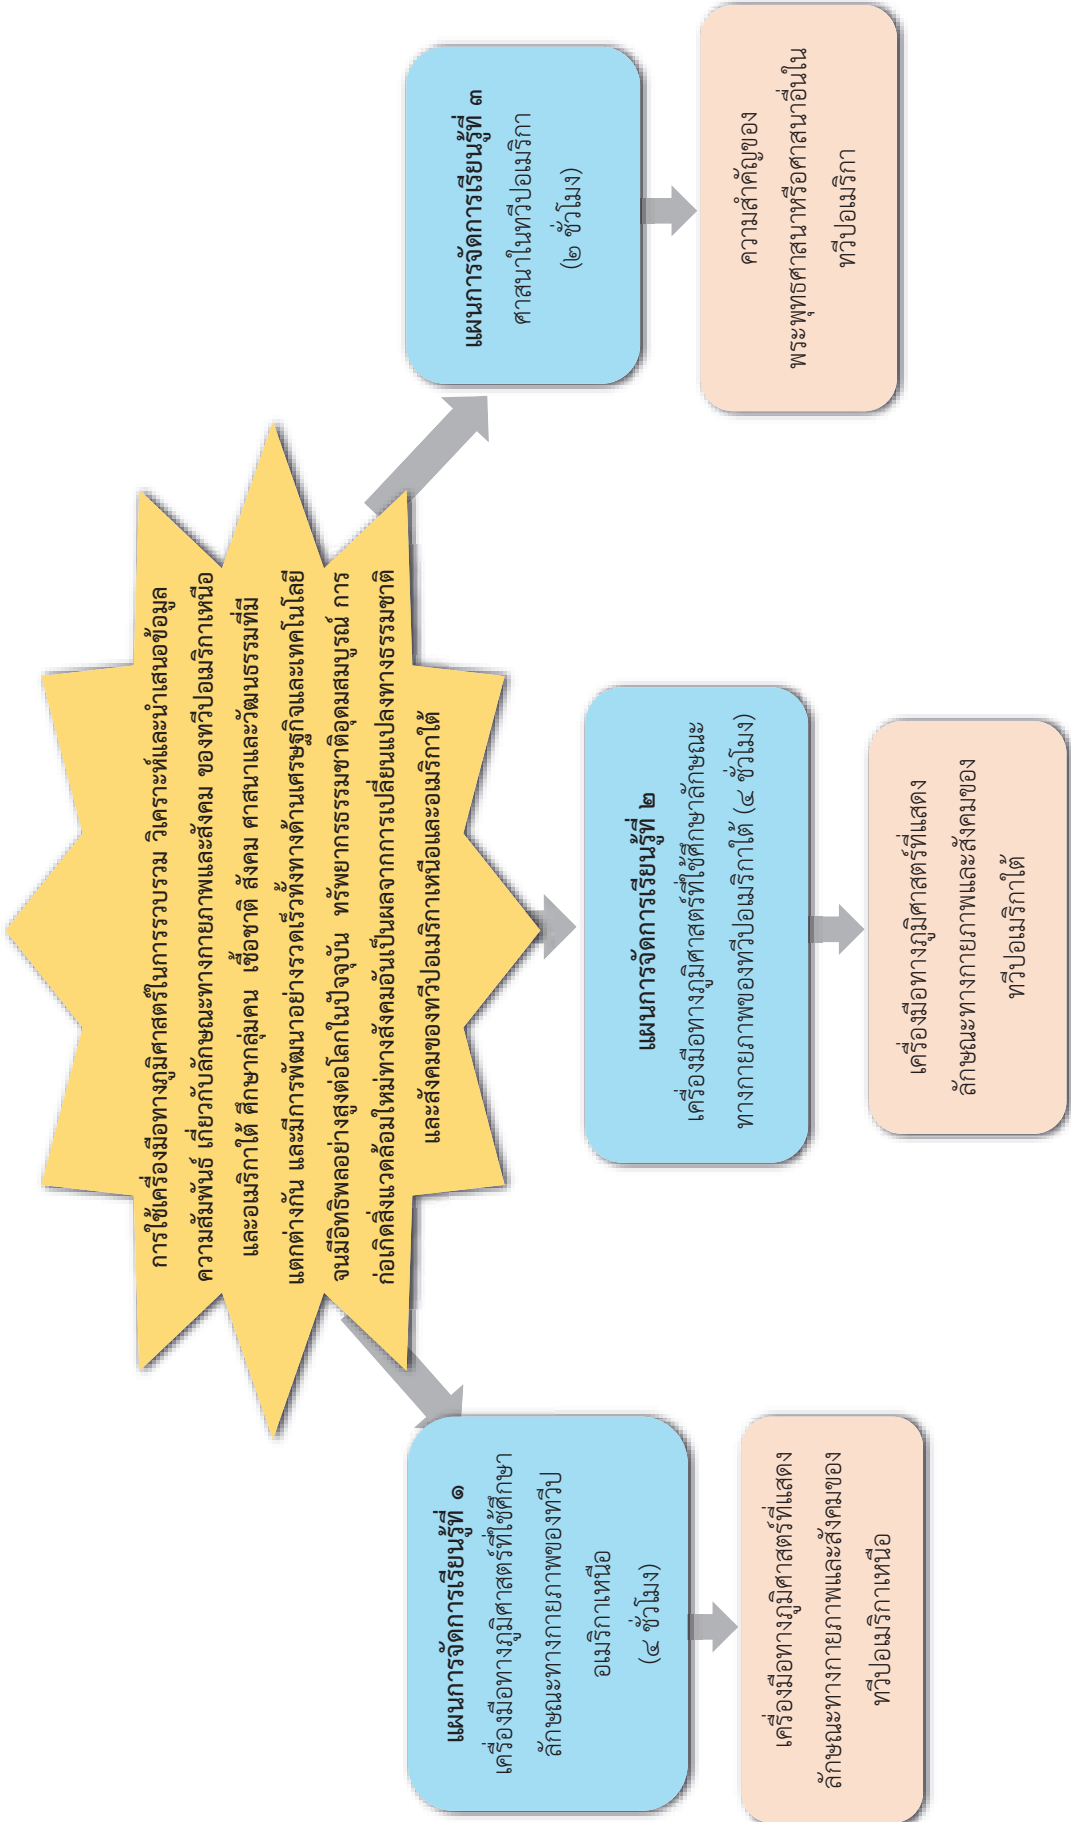 การใช้เครื่องมือทางภูมิศาสตร์ในการรวบรวม วิเคราะห์และนำเสนอข้อมูล
ความสัมพันธ์ เกี่ยวกับลักษณะทางกายภาพและสังคม ของทวีปอเมริกาเหนือ
และอเมริกาใต้ ศึกษากลุ่มคน เชื้อชาติ สังคม ศาสนาและวัฒนธรรมที่มี
แตกต่างกัน และมีการพัฒนาอย่างรวดเร็วทั้งทางด้านเศรษฐกิจและเทคโนโลยี
จนมีอิทธิพลอย่างสูงต่อโลกในปัจจุบัน ทรัพยากรธรรมชาติอุดมสมบูรณ์ การ
ก่อเกิดสิ่งแวดล้อมใหม่ทางสังคมอันเป็นผลจากการเปลี่ยนแปลงทางธรรมชาติ
และสังคมของทวีปอเมริกาเหนือและอเมริกาใต้
แผนการจัดการเรียนรู้ที่ ๑
เครื่องมือทางภูมิศาสตร์ที่ใช้ศึกษา
ลักษณะทางกายภาพของทวีป
อเมริกาเหนือ
(๔ ชั่วโมง)
เครื่องมือทางภูมิศาสตร์ที่แสดง
ลักษณะทางกายภาพและสังคมของ
ทวีปอเมริกาเหนือ
แผนการจัดการเรียนรู้ที่ ๒
เครื่องมือทางภูมิศาสตร์ที่ใช้ศึกษาลักษณะ
ทางกายภาพของทวีปอเมริกาใต้ (๔ ชั่วโมง)
เครื่องมือทางภูมิศาสตร์ที่แสดง
ลักษณะทางกายภาพและสังคมของ
ทวีปอเมริกาใต้
แผนการจัดการเรียนรู้ที่ ๓
ศาสนาในทวีปอเมริกา
(๒ ชั่วโมง)
ความสำคัญของ
พระพุทธศาสนาหรือศาสนาอื่นใน
ทวีปอเมริกา